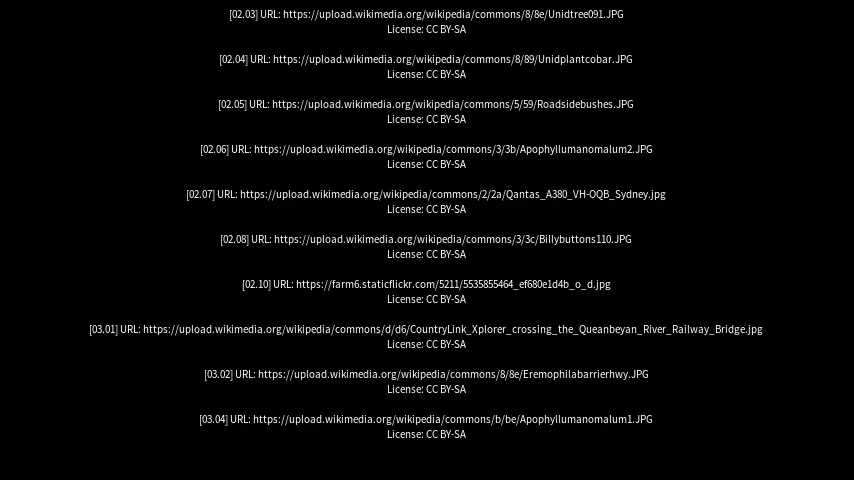 [02.03] URL: https://upload.wikimedia.org/wikipedia/commons/8/8e/Unidtree091.JPG
License: CC BY-SA
[02.04] URL: https://upload.wikimedia.org/wikipedia/commons/8/89/Unidplantcobar.JPG
License: CC BY-SA
[02.05] URL: https://upload.wikimedia.org/wikipedia/commons/5/59/Roadsidebushes.JPG
License: CC BY-SA
[02.06] URL: https://upload.wikimedia.org/wikipedia/commons/3/3b/Apophyllumanomalum2.JPG
License: CC BY-SA
[02.07] URL: https://upload.wikimedia.org/wikipedia/commons/2/2a/Qantas_A380_VH-OQB_Sydney.jpg
License: CC BY-SA
[02.08] URL: https://upload.wikimedia.org/wikipedia/commons/3/3c/Billybuttons110.JPG
License: CC BY-SA
[02.10] URL: https://farm6.staticflickr.com/5211/5535855464_ef680e1d4b_o_d.jpg
License: CC BY-SA
[03.01] URL: https://upload.wikimedia.org/wikipedia/commons/d/d6/CountryLink_Xplorer_crossing_the_Queanbeyan_River_Railway_Bridge.jpg
License: CC BY-SA
[03.02] URL: https://upload.wikimedia.org/wikipedia/commons/8/8e/Eremophilabarrierhwy.JPG
License: CC BY-SA
[03.04] URL: https://upload.wikimedia.org/wikipedia/commons/b/be/Apophyllumanomalum1.JPG
License: CC BY-SA